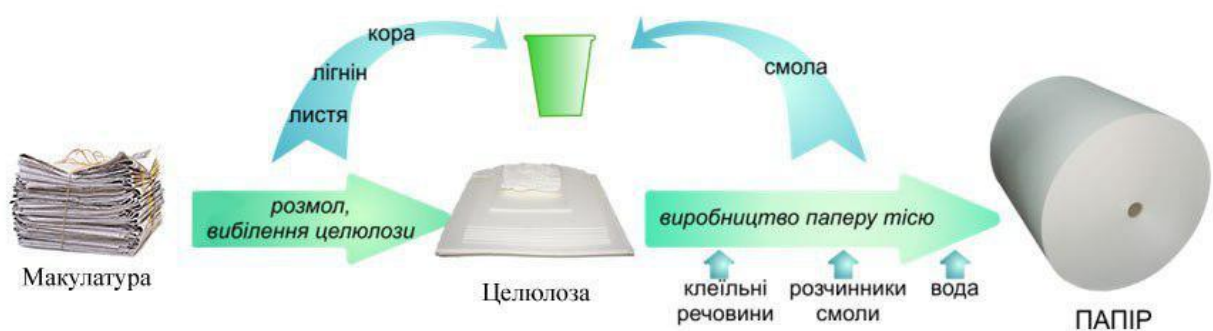 кора
лігнін
листя
смола
Макулатура
розмол,
вибілення целюлози
Целюлоза
виробництво паперу тісю
клеїльні
речовини
розчинники
смоли
вода
ПАПІР